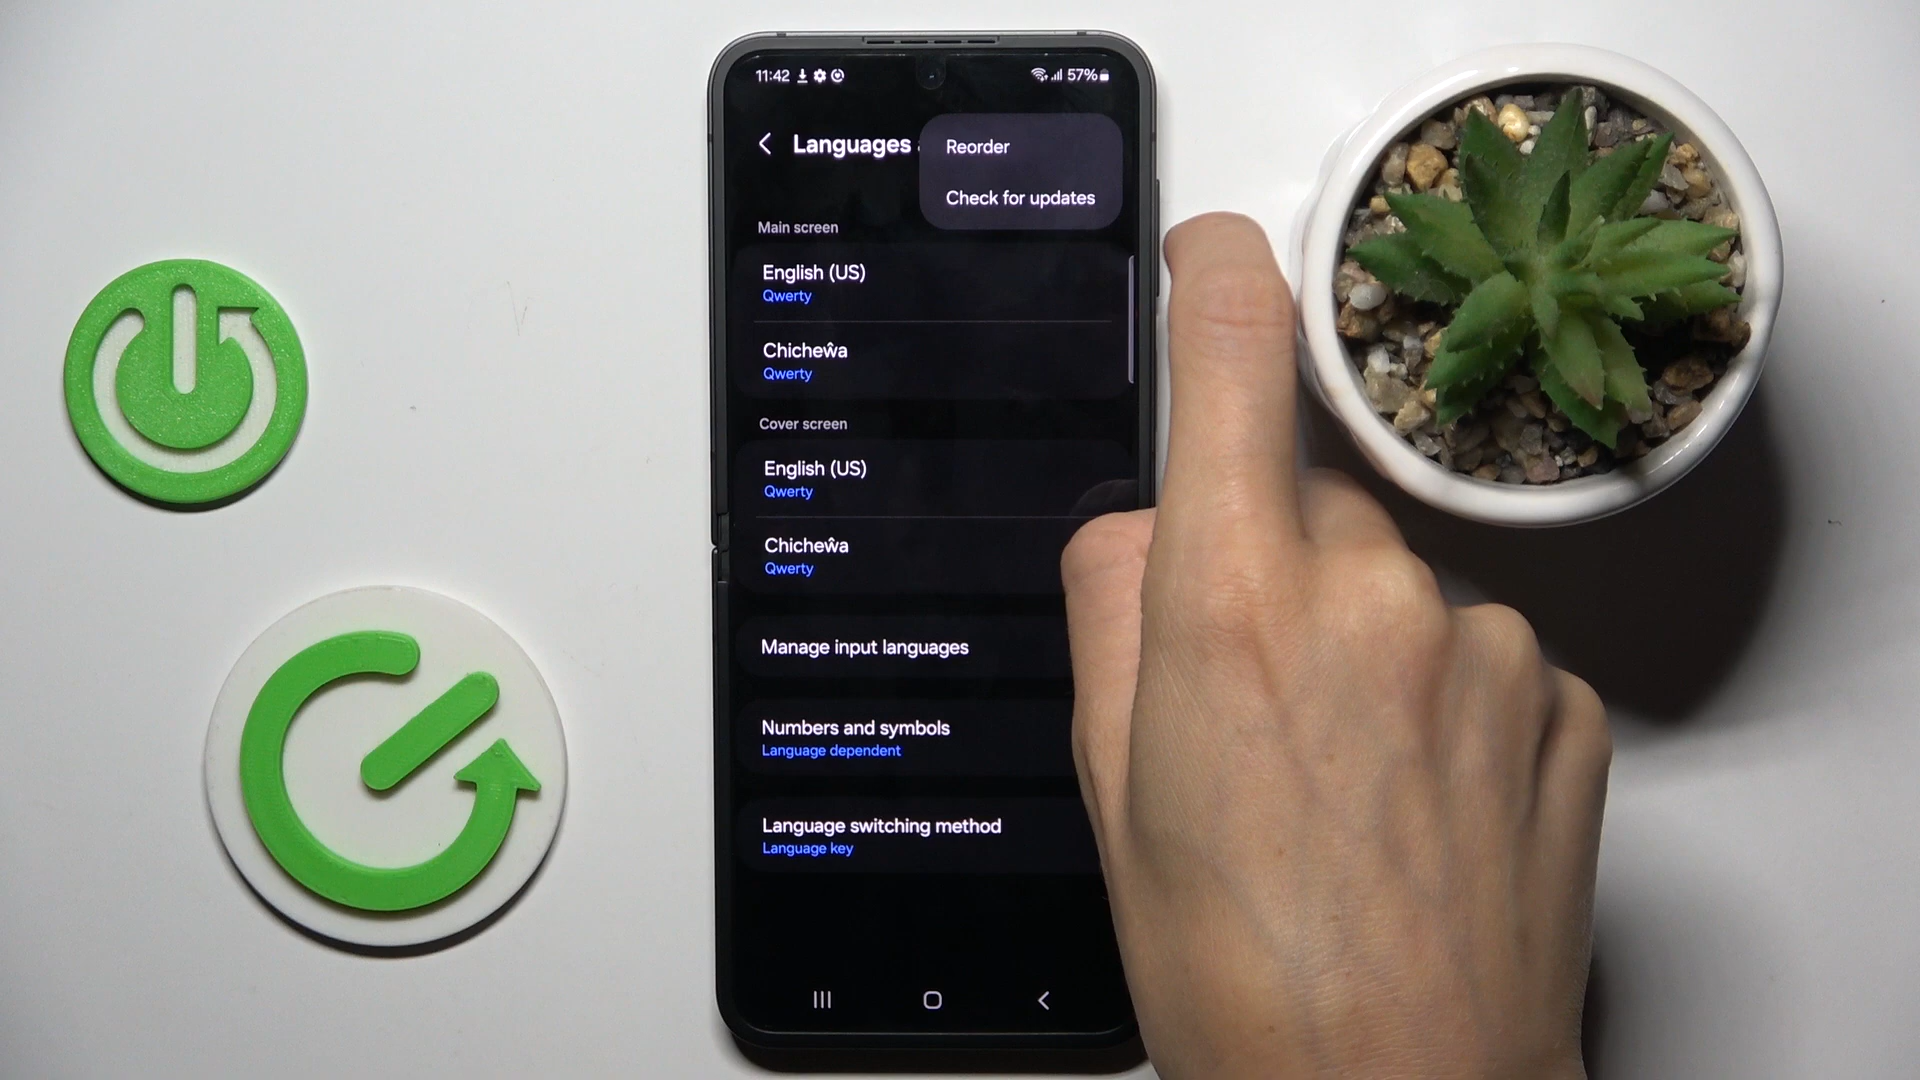 11:42 57%
Languages
Reorder
Check for updates
Main screen
English (US)
Qwerty
Chicheŵa
Qwerty
Cover screen
English (US)
Qwerty
Chicheŵa
Qwerty
Manage input languages
Numbers and symbols
Language dependent
Language switching method
Language key